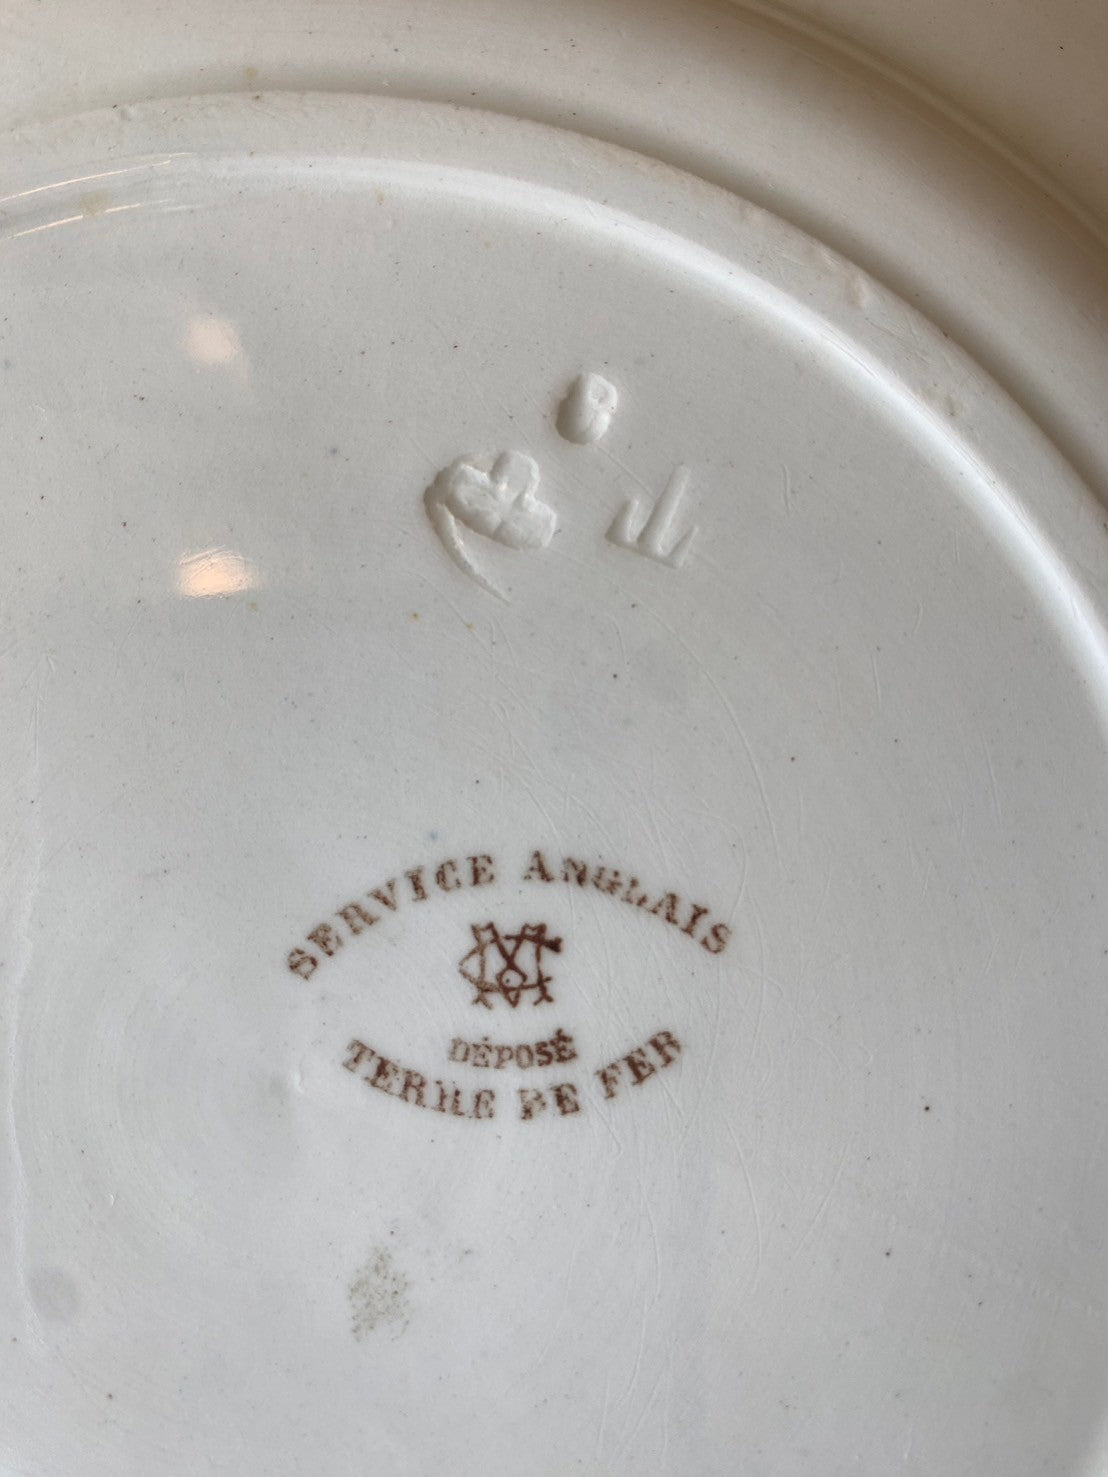 SERVICE ANGLAIS
DÉPOSÉ
TERRE DE FER